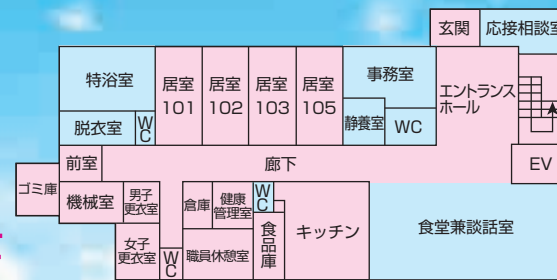 玄関
応接相談室
特浴室
居室
101
居室
102
居室
103
居室
105
事務室
エントランス
ホール
脱衣室
WC
静養室
WC
前室
廊下
EV
ゴミ庫
機械室
男子
更衣室
倉庫
健康
管理室
WC
食品庫
キッチン
食堂兼談話室
女子
更衣室
WC
職員休憩室